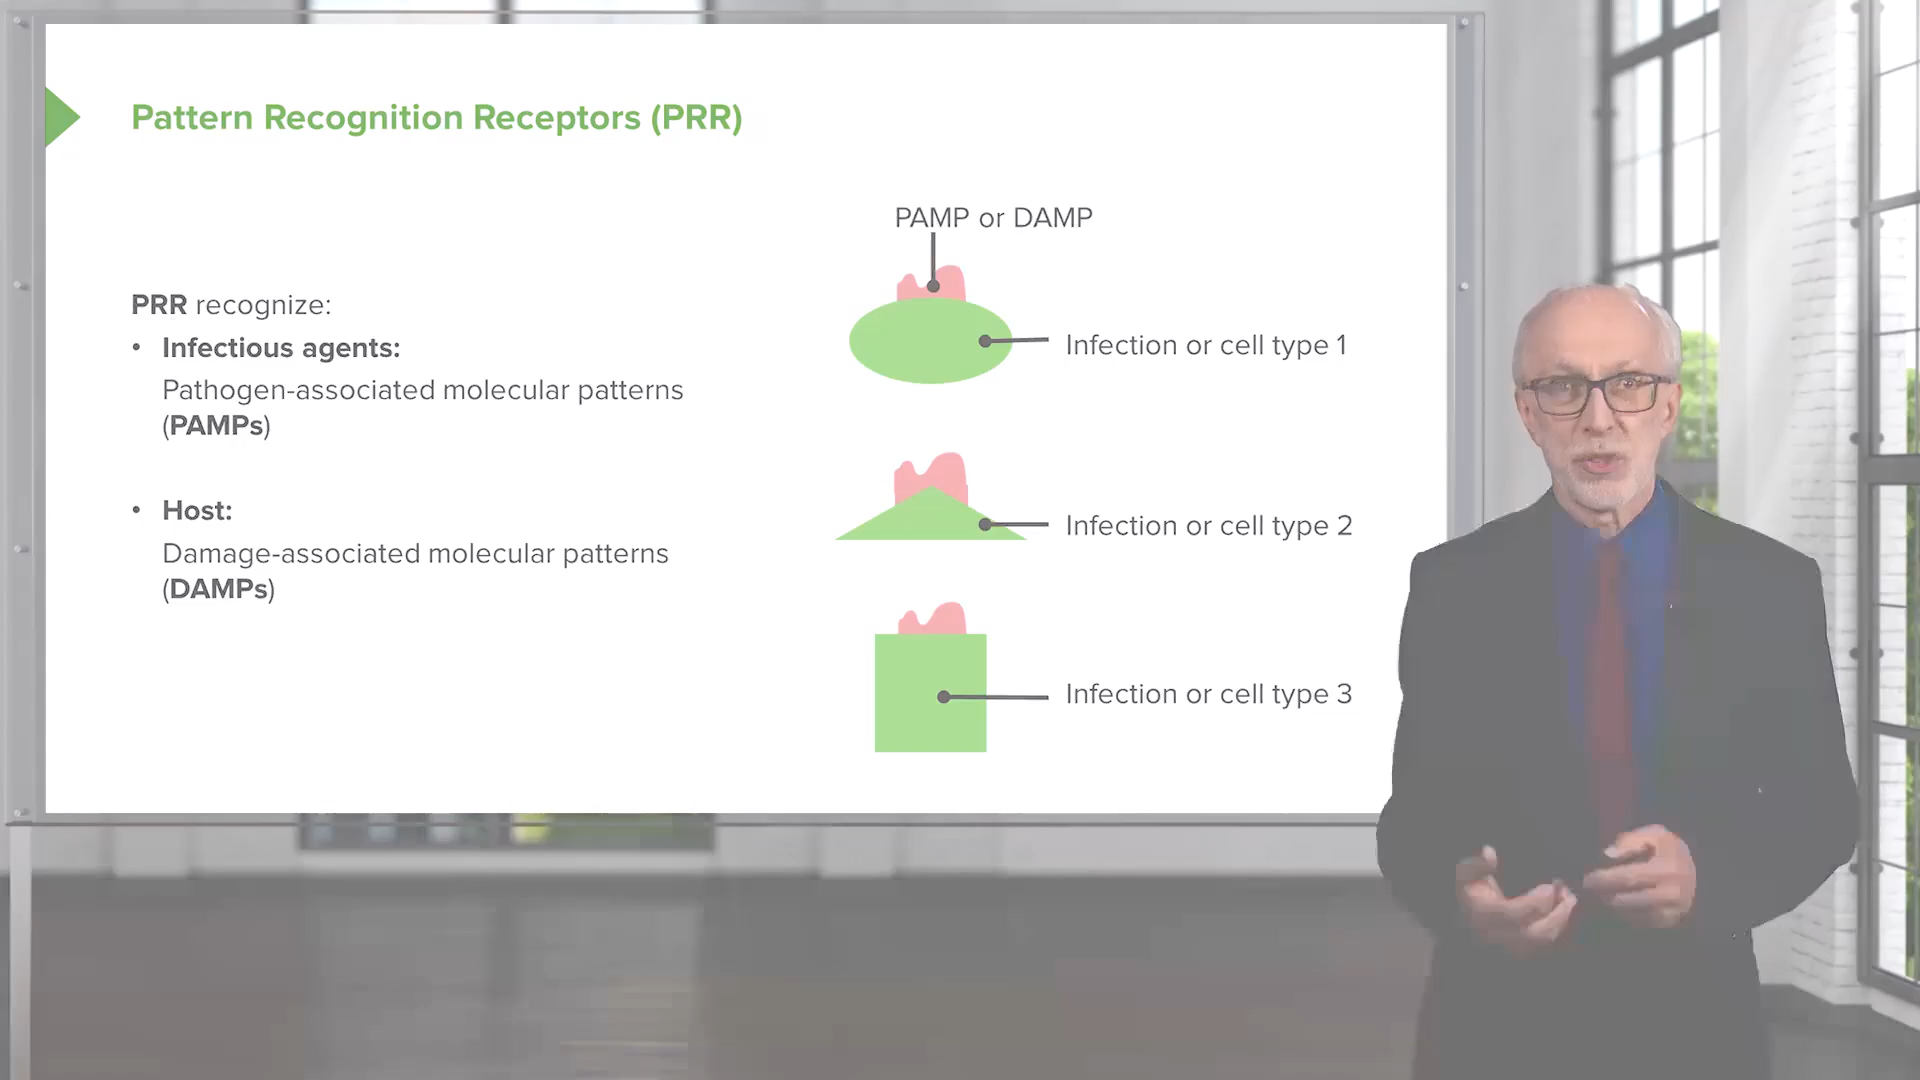 Pattern Recognition Receptors (PRR)
PRR recognize:
• Infectious agents:
Pathogen-associated molecular patterns
(PAMPs)
• Host:
Damage-associated molecular patterns
(DAMPs)
PAMP or DAMP
Infection or cell type 1
Infection or cell type 2
Infection or cell type 3